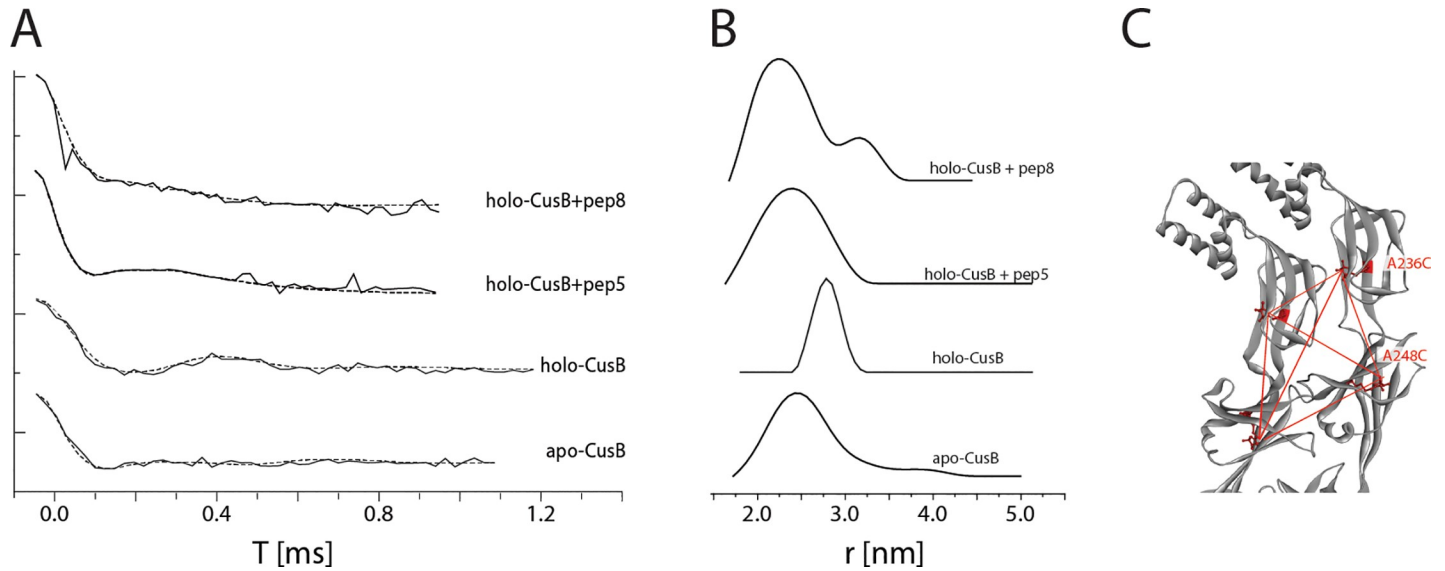 A
holo-CusB+pep8
holo-CusB+pep5
holo-CusB
apo-CusB
0.0 0.4 0.8 1.2
T [ms]
B
holo-CusB + pep8
holo-CusB + pep5
holo-CusB
apo-CusB
2.0 3.0 4.0 5.0
r [nm]
C
A236C
A248C